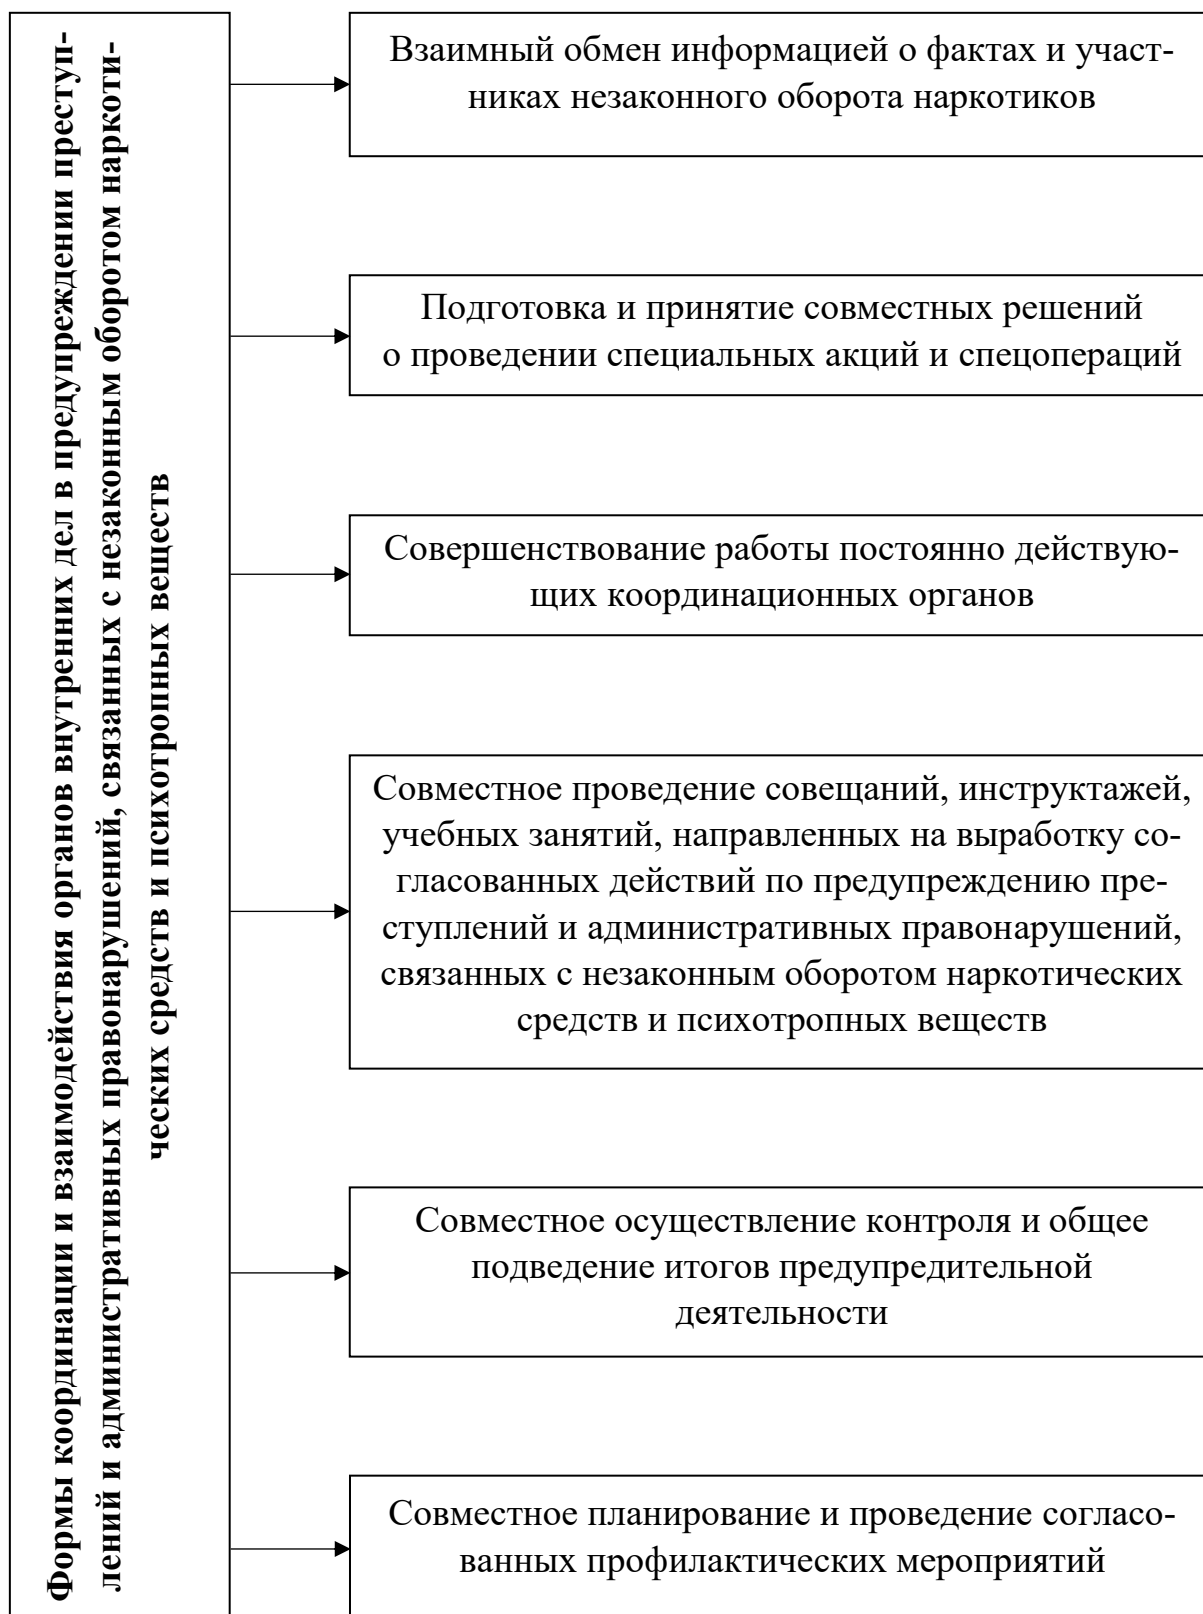 Формы координации и взаимодействия органов внутренних дел в предупреждении преступ-
лений и административных правонарушений, связанных с незаконным оборотом наркоти-
ческих средств и психотропных веществ
Взаимный обмен информацией о фактах и участ-
никах незаконного оборота наркотиков
Подготовка и принятие совместных решений
о проведении специальных акций и спецопераций
Совершенствование работы постоянно действую-
щих координационных органов
Совместное проведение совещаний, инструктажей,
учебных занятий, направленных на выработку со-
гласованных действий по предупреждению пре-
ступлений и административных правонарушений,
связанных с незаконным оборотом наркотических
средств и психотропных веществ
Совместное осуществление контроля и общее
подведение итогов предупредительной
деятельности
Совместное планирование и проведение согласо-
ванных профилактических мероприятий